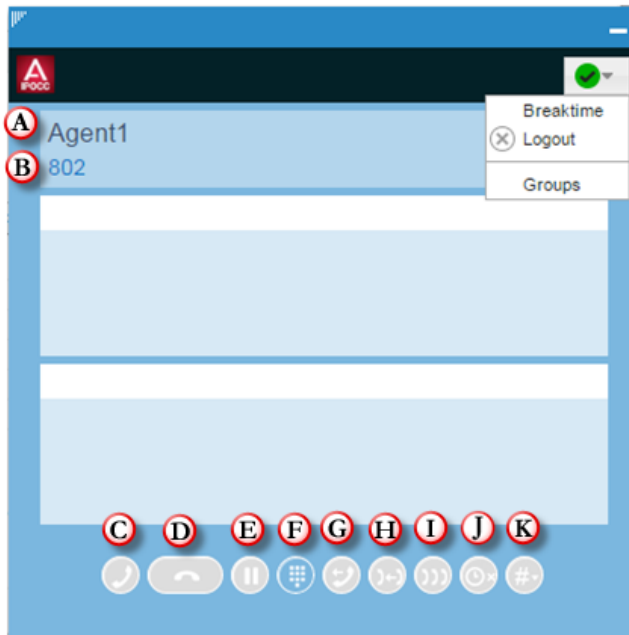 A
IPOCC
A Agent1
B 802
Breaktime
Logout
Groups
C D E F G H I J K
#